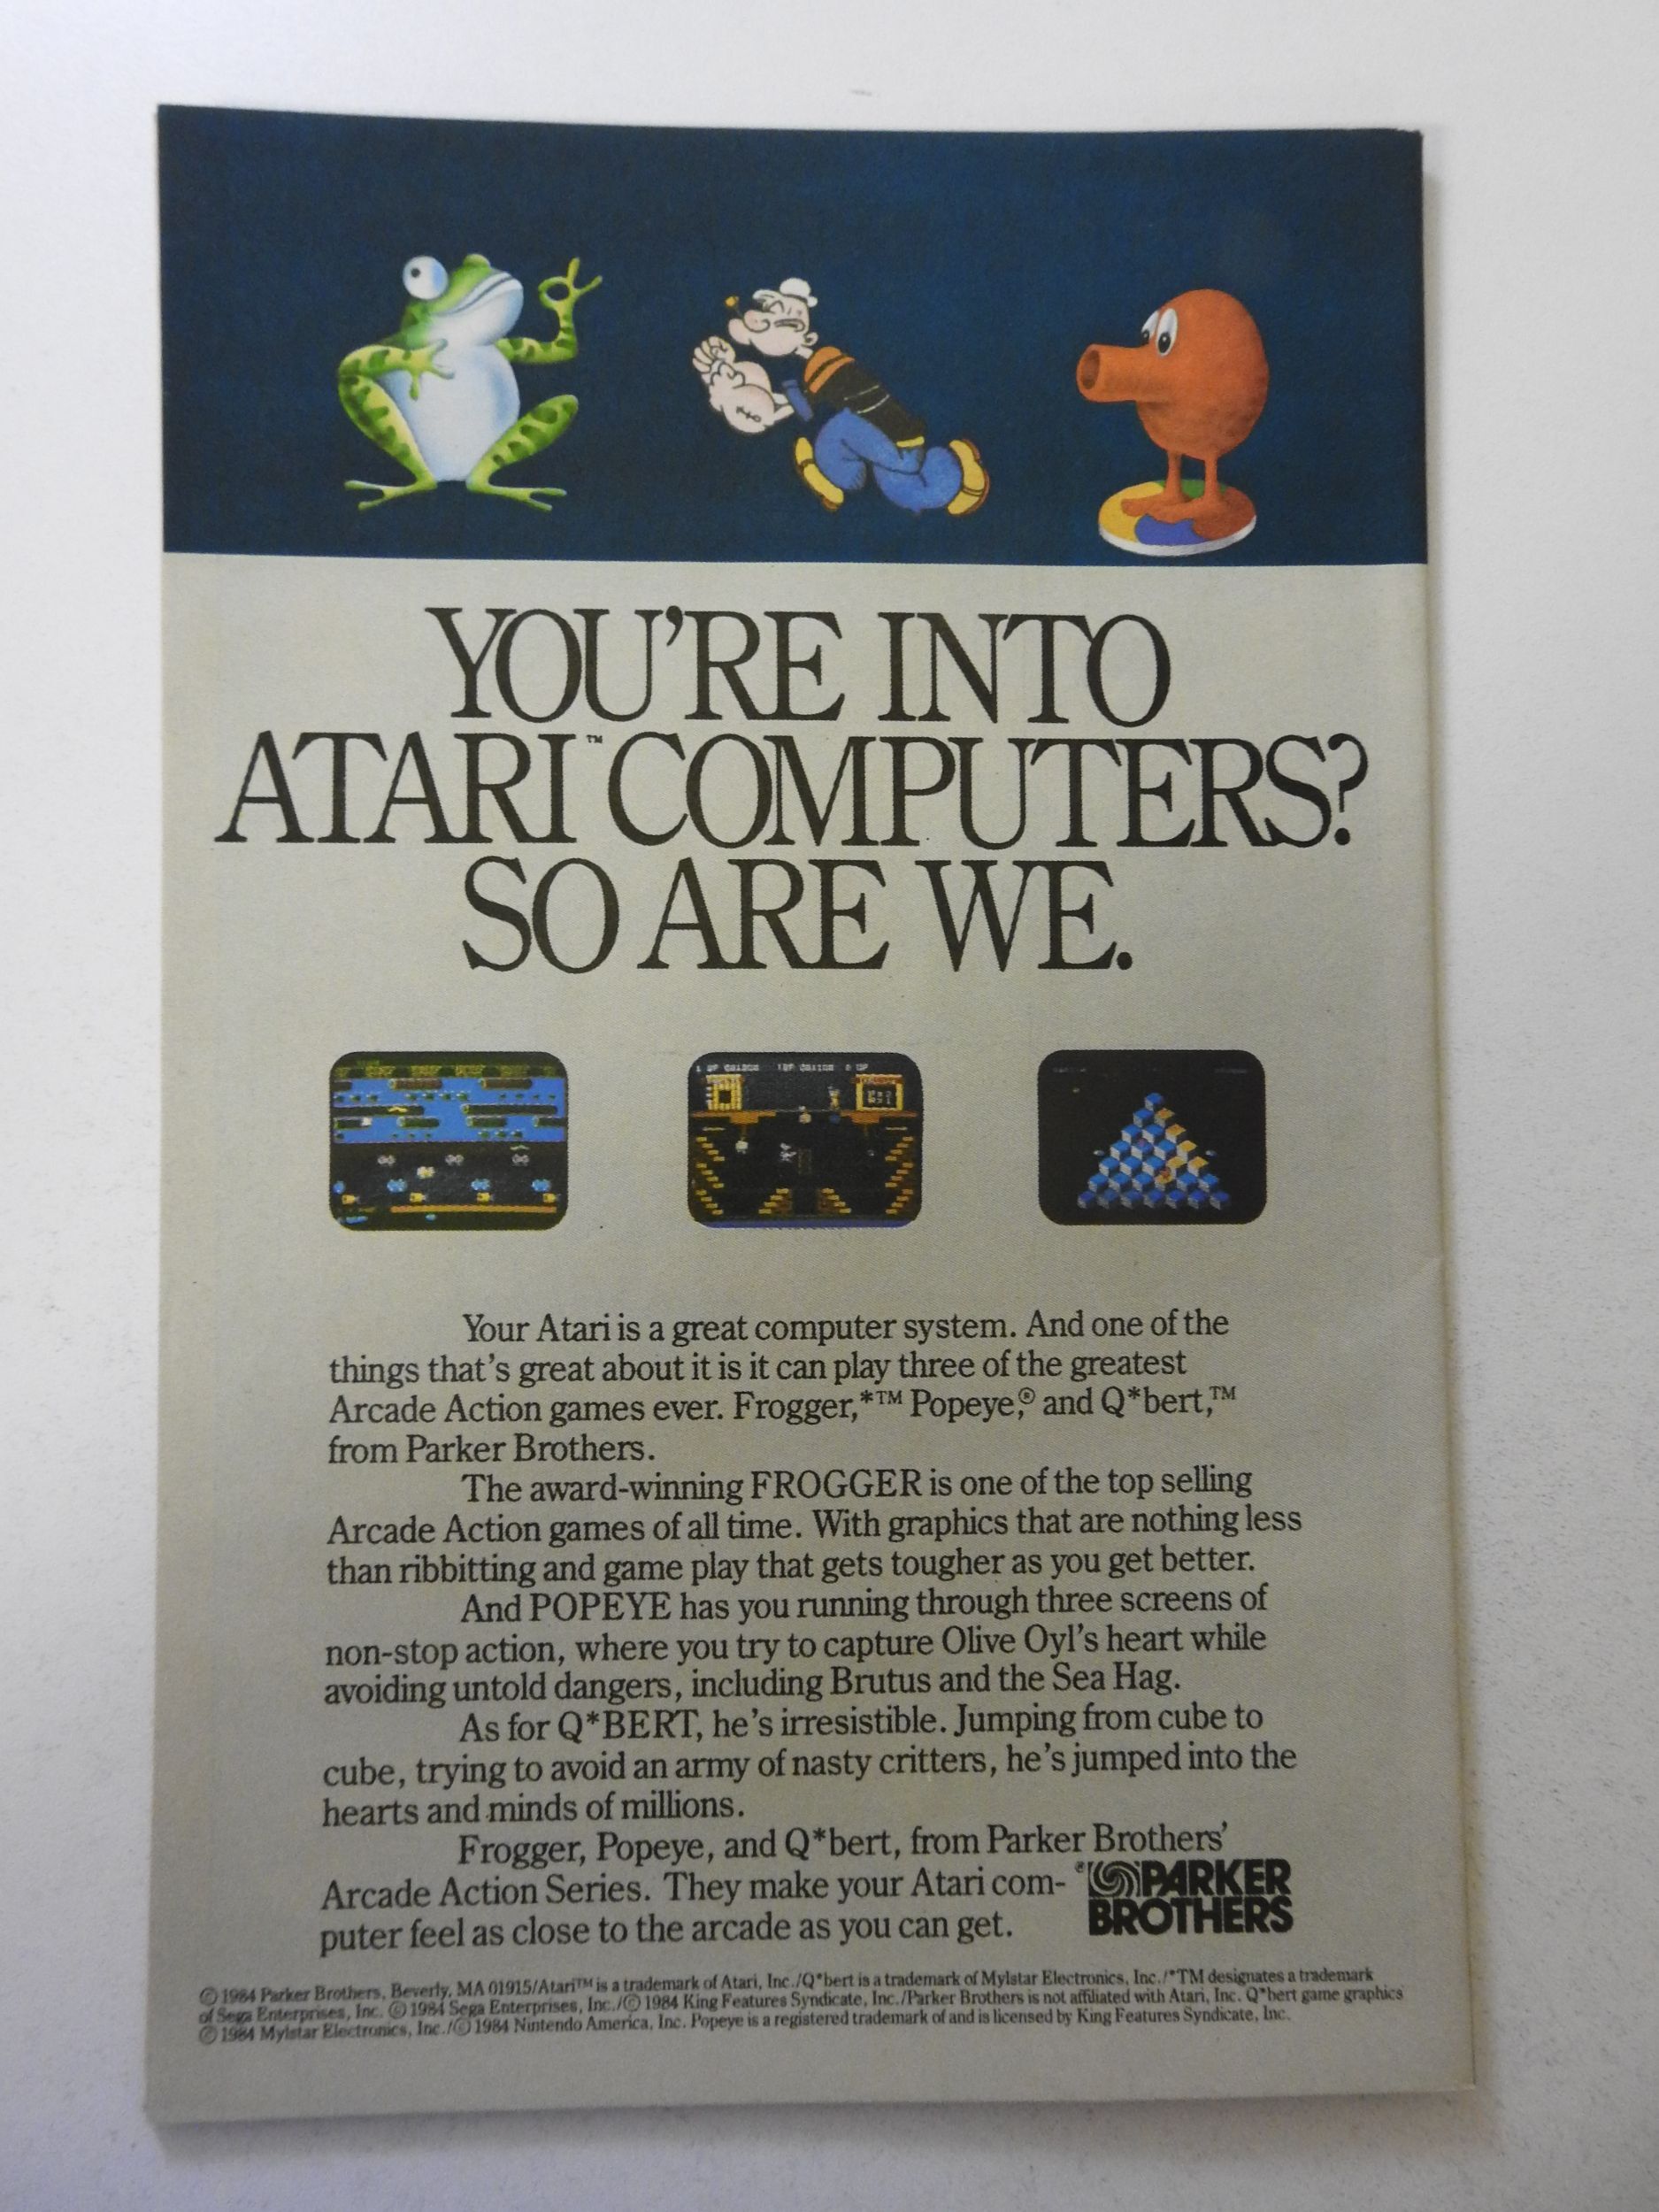 YOU'RE INTO
ATARI™ COMPUTERS?
SO ARE WE.
Your Atari is a great computer system. And one of the
things that's great about it is it can play three of the greatest
Arcade Action games ever. Frogger,*™ Popeye,® and Q*bert,™
from Parker Brothers.
The award-winning FROGGER is one of the top selling
Arcade Action games of all time. With graphics that are nothing less
than ribbitting and game play that gets tougher as you get better.
And POPEYE has you running through three screens of
non-stop action, where you try to capture Olive Oyl's heart while
avoiding untold dangers, including Brutus and the Sea Hag.
As for Q*BERT, he's irresistible. Jumping from cube to
cube, trying to avoid an army of nasty critters, he's jumped into the
hearts and minds of millions.
Frogger, Popeye, and Q*bert, from Parker Brothers'
Arcade Action Series. They make your Atari com-
puter feel as close to the arcade as you can get.
PARKER
BROTHERS
© 1984 Parker Brothers, Beverly, MA 01915/Atari™ is a trademark of Atari, Inc./Q*bert is a trademark of Mylstar Electronics, Inc./*TM designates a trademark
of Sega Enterprises, Inc. © 1984 Sega Enterprises, Inc./© 1984 King Features Syndicate, Inc./Parker Brothers is not affiliated with Atari, Inc. Q*bert game graphics
© 1984 Mylstar Electronics, Inc./© 1984 Nintendo America, Inc. Popeye is a registered trademark of and is licensed by King Features Syndicate, Inc.